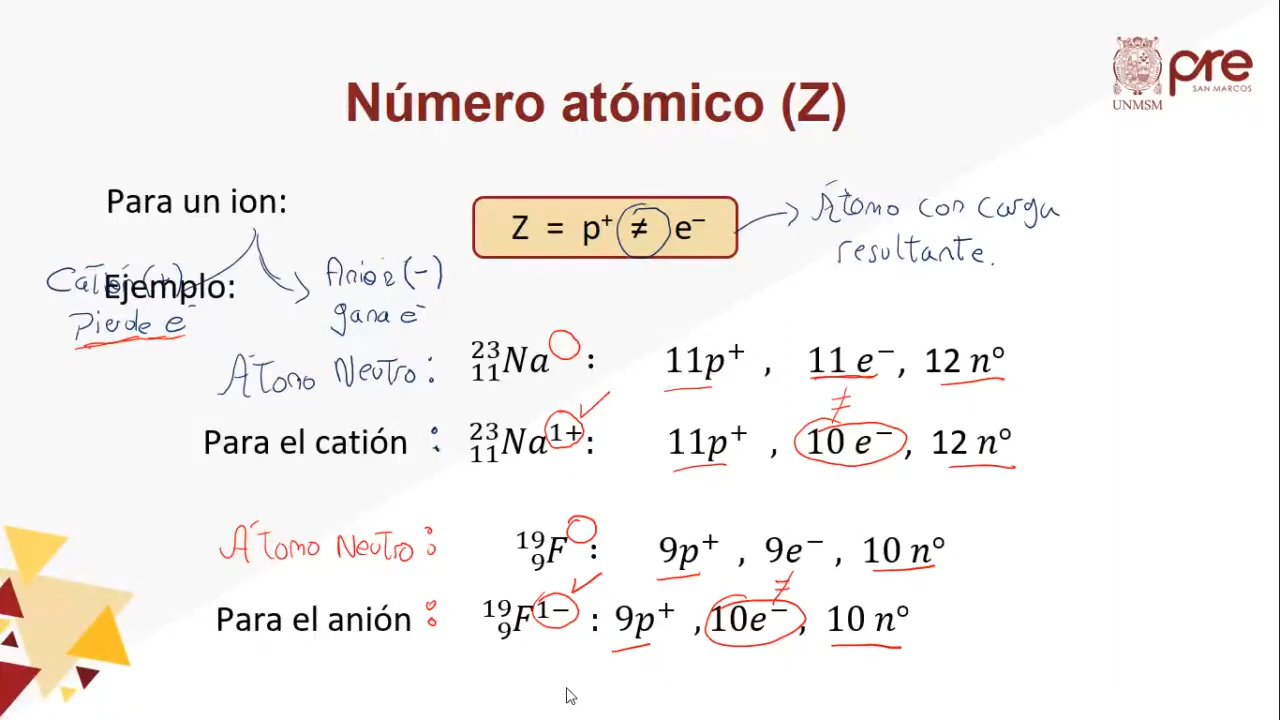 pre
SAN MARCOS
UNMSM
Número atómico (Z)
Para un ion:
Z = p⁺ ≠ e⁻
Átomo con carga
resultante.
Ejemplo:
Catión (+)
Pierde e⁻
Anión (-)
gana e⁻
Átomo Neutro: ²³₁₁Na : 11p⁺ , 11 e⁻, 12 n°
≠
Para el catión : ²³₁₁Na¹⁺: 11p⁺ , 10 e⁻ , 12 n°
Átomo Neutro: ¹⁹₉F : 9p⁺ , 9e⁻ , 10 n°
≠
Para el anión : ¹⁹₉F¹⁻ : 9p⁺ , 10e⁻ , 10 n°